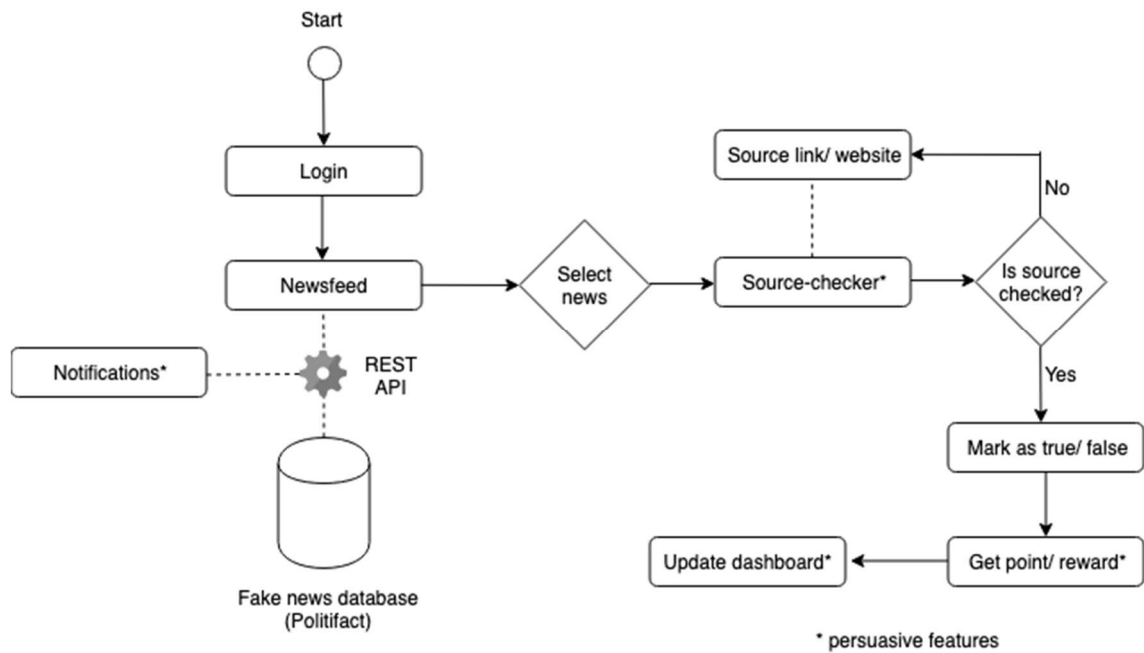 Start
Login
Newsfeed
Notifications*
REST
API
Fake news database
(Politifact)
Select
news
Source link/ website
Source-checker*
No
Is source
checked?
Yes
Mark as true/ false
Get point/ reward*
Update dashboard*
* persuasive features